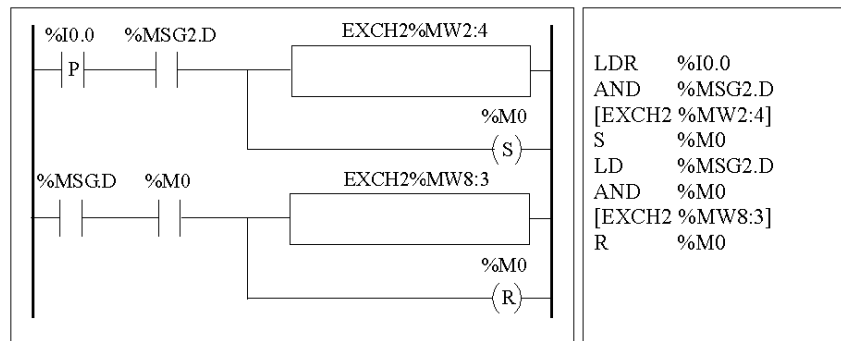 EXCH2%MW2:4
%I0.0 %MSG2.D
P
%M0
S
%MSG.D %M0 EXCH2%MW8:3
%M0
R
LDR %I0.0
AND %MSG2.D
[EXCH2 %MW2:4]
S %M0
LD %MSG2.D
AND %M0
[EXCH2 %MW8:3]
R %M0